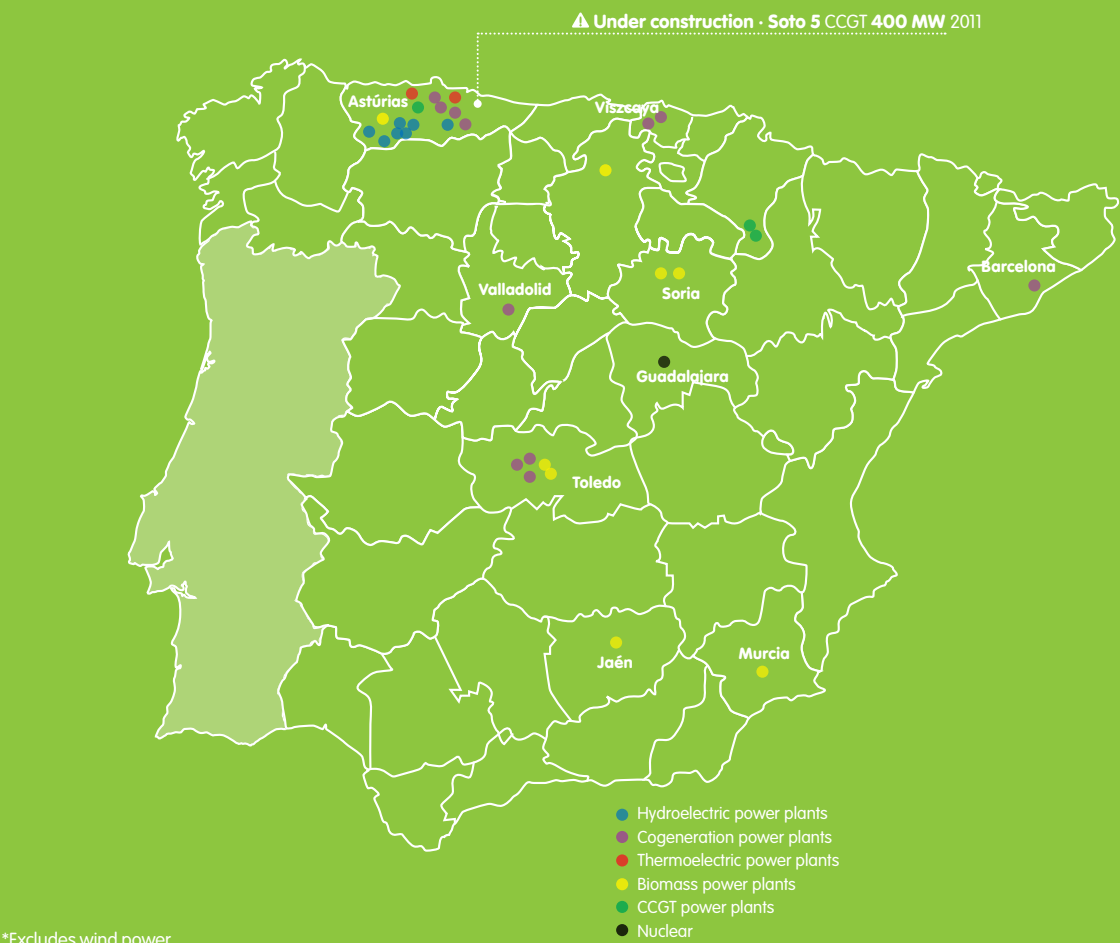 Under construction · Soto 5 CCGT 400 MW 2011
Astúrias
Viszcaya
Barcelona
Valladolid
Soria
Guadalajara
Toledo
Jaén
Murcia
Hydroelectric power plants
Cogeneration power plants
Thermoelectric power plants
Biomass power plants
CCGT power plants
Nuclear
*Excludes wind power